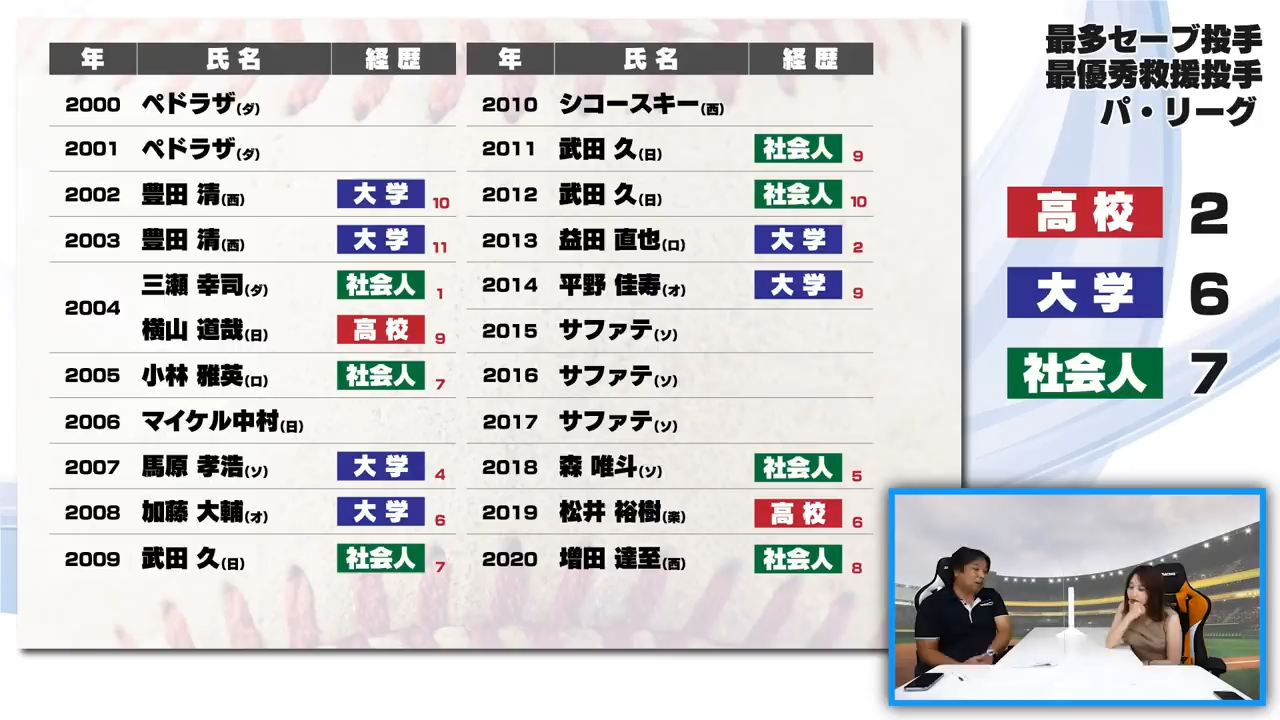 年 氏名 経歴
2000 ペドラザ(ダ)
2001 ペドラザ(ダ)
2002 豊田 清(西) 大学 10
2003 豊田 清(西) 大学 11
2004 三瀬 幸司(ダ) 社会人 1
横山 道哉(日) 高校 9
2005 小林 雅英(ロ) 社会人 7
2006 マイケル中村(日)
2007 馬原 孝浩(ソ) 大学 4
2008 加藤 大輔(オ) 大学 6
2009 武田 久(日) 社会人 7
年 氏名 経歴
2010 シコースキー(西)
2011 武田 久(日) 社会人 9
2012 武田 久(日) 社会人 10
2013 益田 直也(ロ) 大学 2
2014 平野 佳寿(オ) 大学 9
2015 サファテ(ソ)
2016 サファテ(ソ)
2017 サファテ(ソ)
2018 森 唯斗(ソ) 社会人 5
2019 松井 裕樹(楽) 高校 6
2020 増田 達至(西) 社会人 8
最多セーブ投手
最優秀救援投手
パ・リーグ
高校 2
大学 6
社会人 7